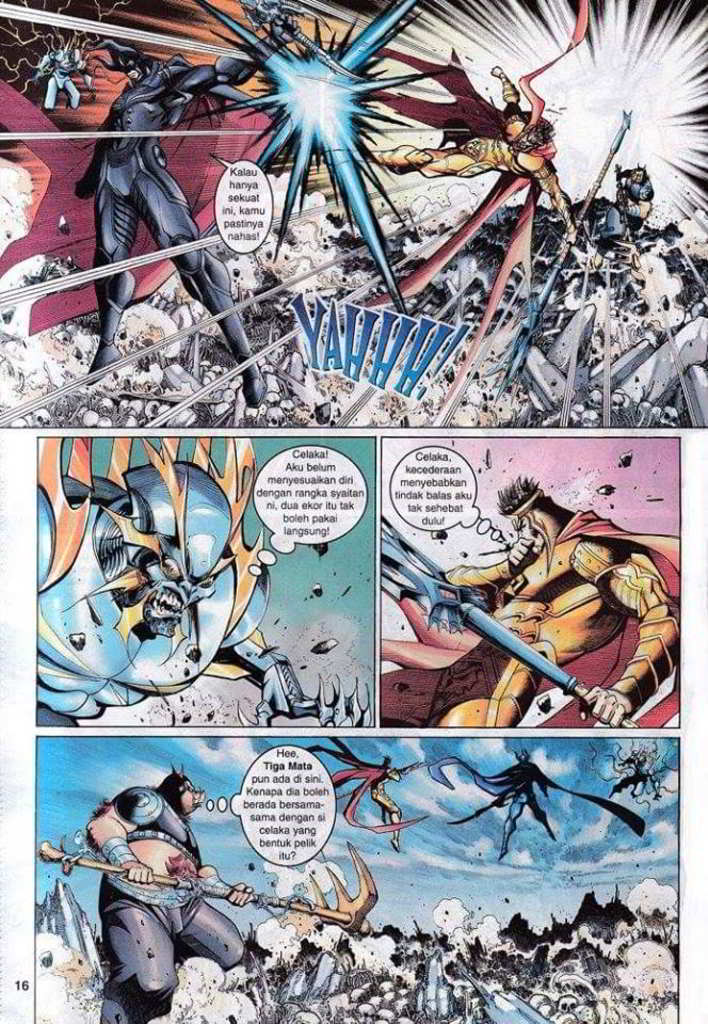 Kalau
hanya
sekuat
ini, kamu
pastinya
nahas!
YAHHH!
Celaka!
Aku belum
menyesuaikan diri
dengan rangka syaitan
ni, dua ekor itu tak
boleh pakai
langsung!
Celaka,
kecederaan
menyebabkan
tindak balas aku
tak sehebat
dulu!
Hee,
Tiga Mata
pun ada di sini.
Kenapa dia boleh
berada bersama-
sama dengan si
celaka yang
bentuk pelik
itu?
16